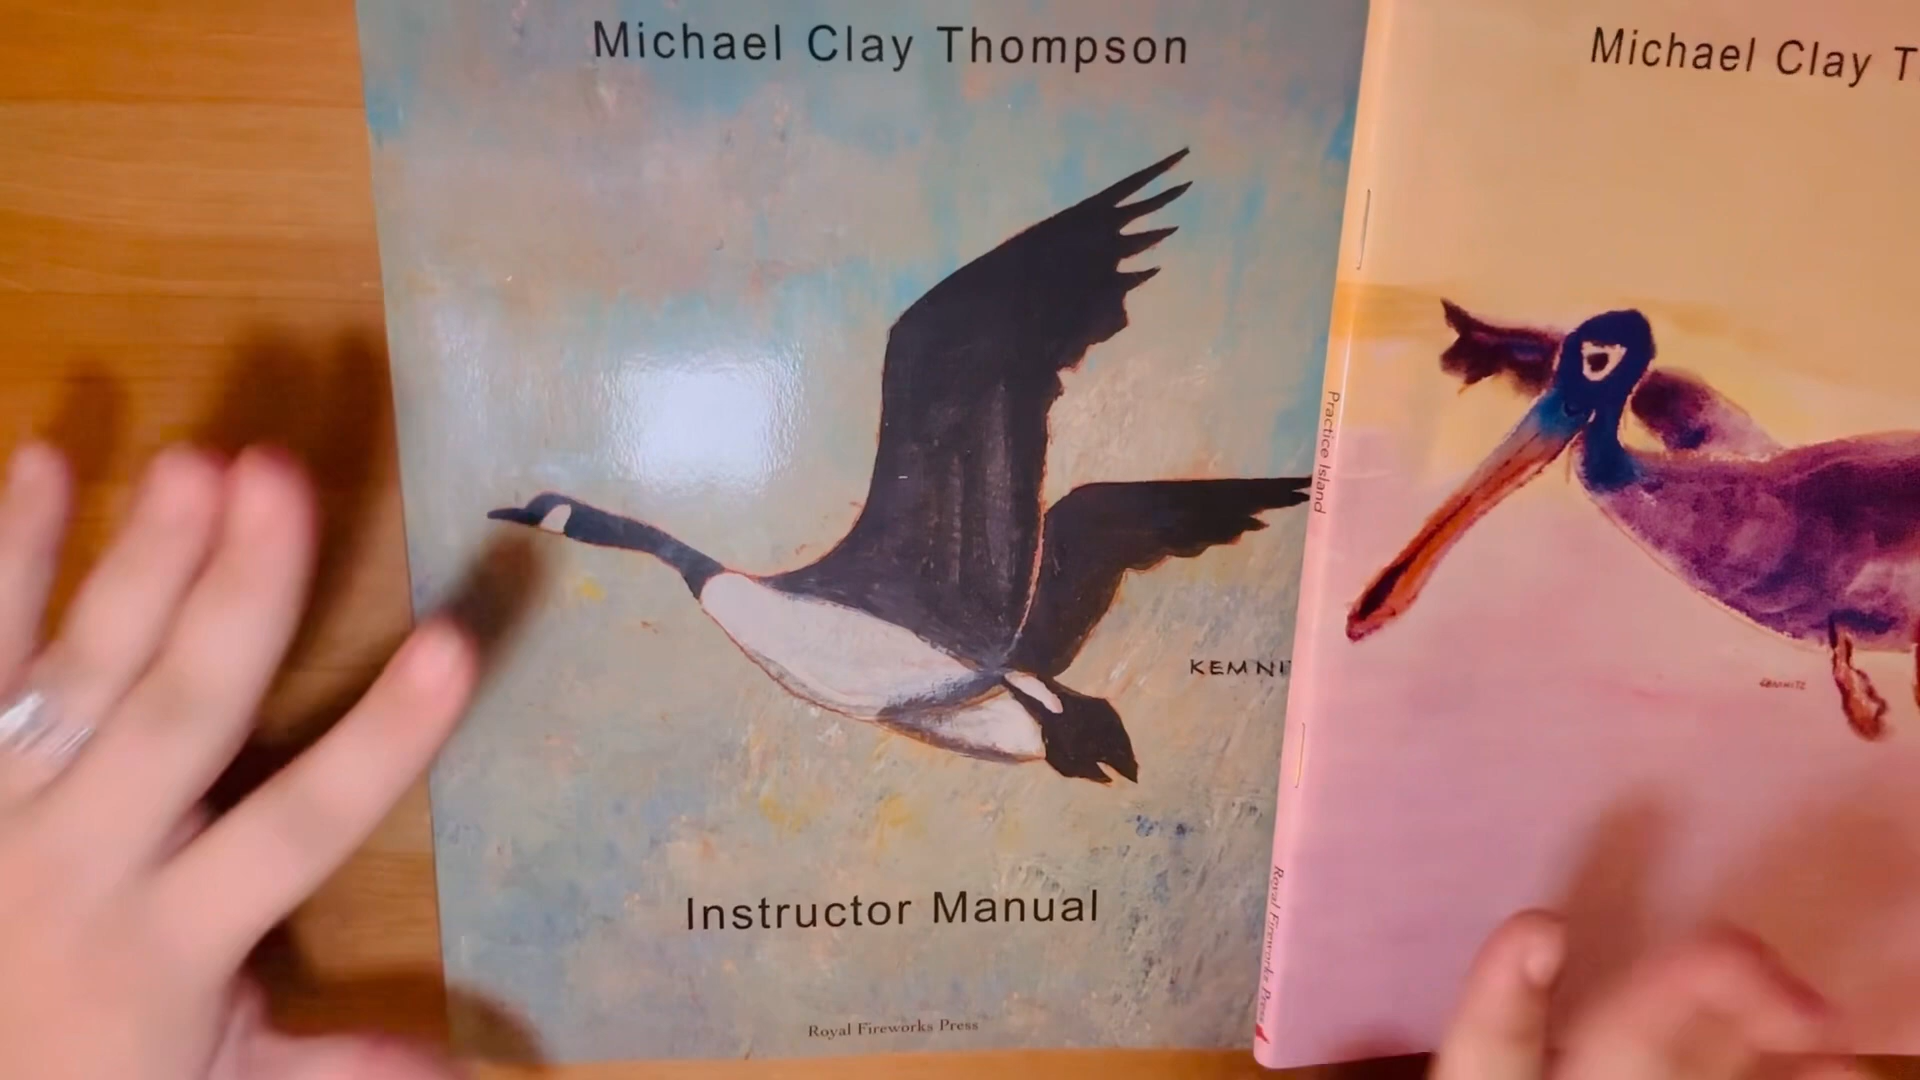 Michael Clay Thompson
KEMNI
Instructor Manual
Royal Fireworks Press
Michael Clay T
Practice Island
Royal Fireworks Press